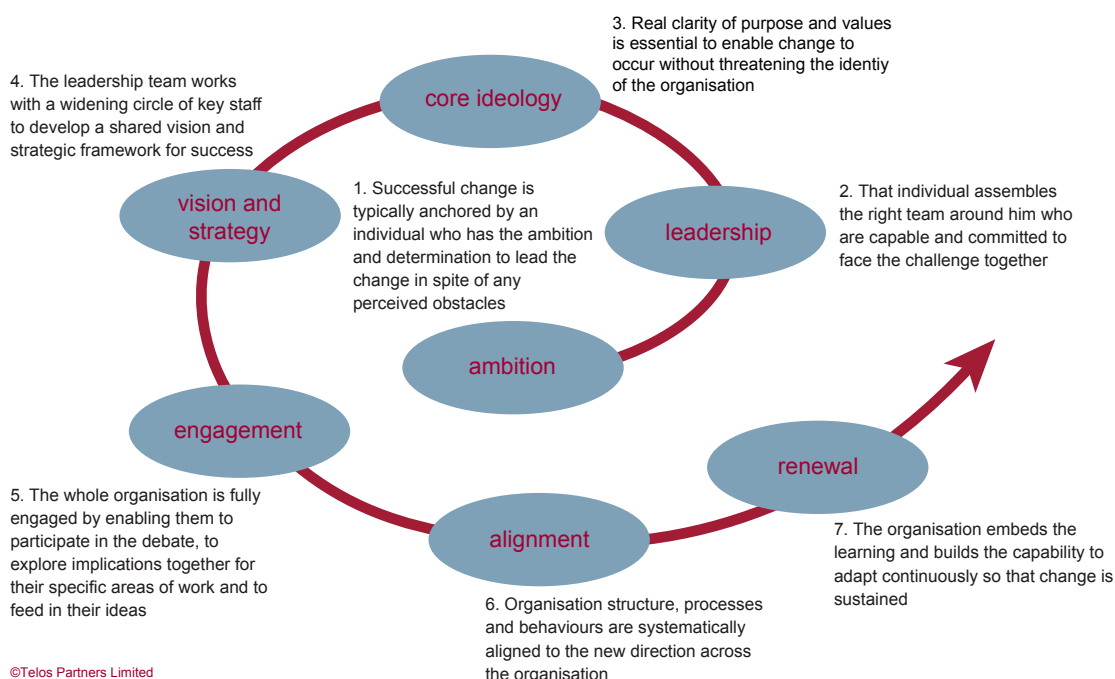 3. Real clarity of purpose and values
is essential to enable change to
occur without threatening the identiy
of the organisation
4. The leadership team works
with a widening circle of key staff
to develop a shared vision and
strategic framework for success
core ideology
1. Successful change is
typically anchored by an
individual who has the ambition
and determination to lead the
change in spite of any
perceived obstacles
vision and
strategy
leadership
2. That individual assembles
the right team around him who
are capable and committed to
face the challenge together
ambition
engagement
renewal
5. The whole organisation is fully
engaged by enabling them to
participate in the debate, to
explore implications together for
their specific areas of work and to
feed in their ideas
alignment
7. The organisation embeds the
learning and builds the capability to
adapt continuously so that change is
sustained
6. Organisation structure, processes
and behaviours are systematically
aligned to the new direction across
the organisation
©Telos Partners Limited